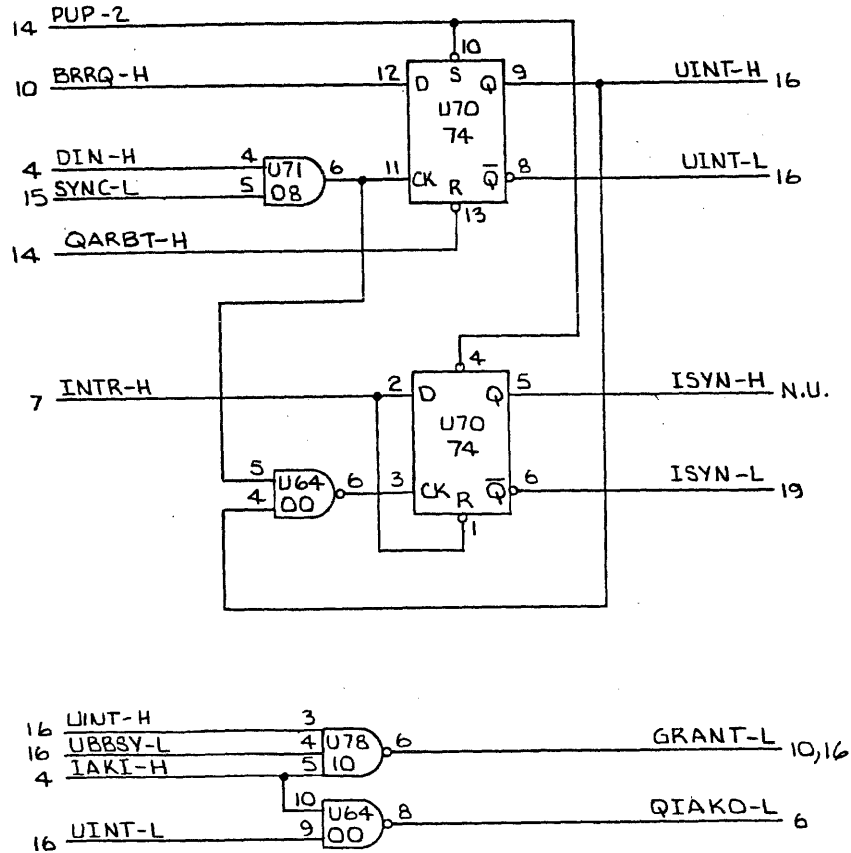 14 PUP-2
10
10 BRRQ-H 12 D S Q 9 UINT-H 16
U70
74
4 DIN-H 4 U71 6 11 CK R Q̅ 8 UINT-L 16
15 SYNC-L 5 08
13
14 QARBT-H
4
7 INTR-H 2 D Q 5 ISYN-H N.U.
U70
74
5 U64 6 3 CK R Q̅ 6 ISYN-L 19
4 00
1
16 UINT-H 3
16 UBBSY-L 4 U78 6 GRANT-L 10,16
4 IAKI-H 5 10
10 U64 8 QIAKO-L 6
16 UINT-L 9 00